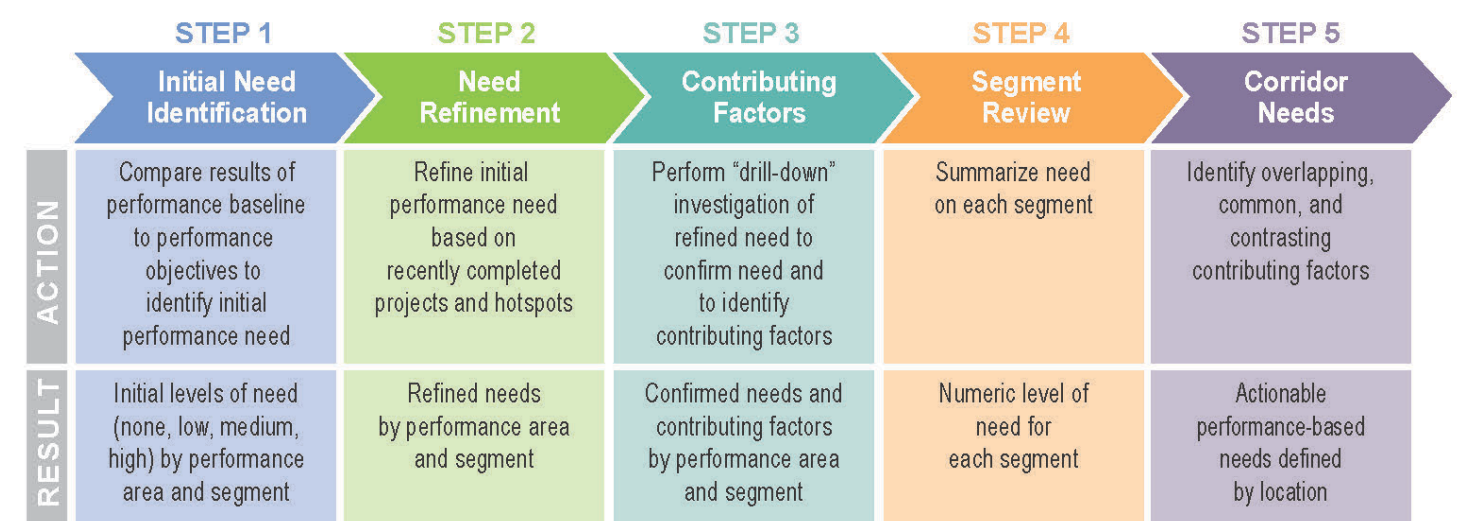 STEP 1
STEP 2
STEP 3
STEP 4
STEP 5
Initial Need
Identification
Need
Refinement
Contributing
Factors
Segment
Review
Corridor
Needs
ACTION
Compare results of
performance baseline
to performance
objectives to
identify initial
performance need
Refine initial
performance need
based on
recently completed
projects and hotspots
Perform “drill-down”
investigation of
refined need to
confirm need and
to identify
contributing factors
Summarize need
on each segment
Identify overlapping,
common, and
contrasting
contributing factors
RESULT
Initial levels of need
(none, low, medium,
high) by performance
area and segment
Refined needs
by performance area
and segment
Confirmed needs and
contributing factors
by performance area
and segment
Numeric level of
need for
each segment
Actionable
performance-based
needs defined
by location